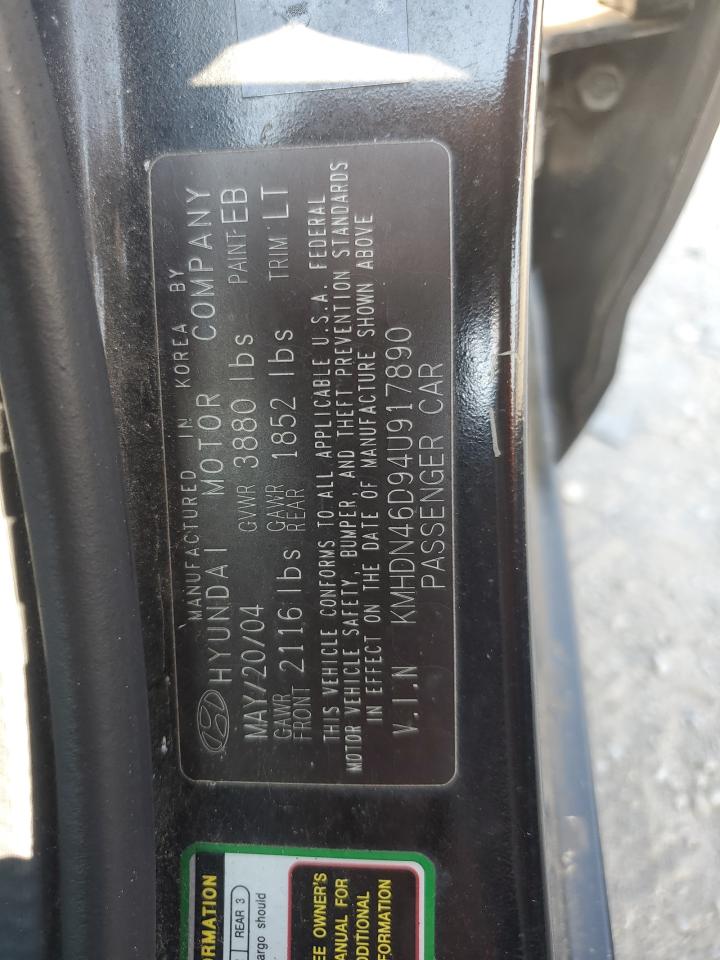 MANUFACTURED IN KOREA BY
HYUNDAI MOTOR COMPANY
MAY/20/04 GVWR 3880 lbs PAINT EB
GAWR FRONT 2116 lbs GAWR REAR 1852 lbs TRIM LT
THIS VEHICLE CONFORMS TO ALL APPLICABLE U.S.A. FEDERAL
MOTOR VEHICLE SAFETY, BUMPER, AND THEFT PREVENTION STANDARDS
IN EFFECT ON THE DATE OF MANUFACTURE SHOWN ABOVE
V.I.N KMHDN46D94U917890
PASSENGER CAR
ORMATION
REAR 3
argo should
EE OWNER'S
ANUAL FOR
DDITIONAL
FORMATION